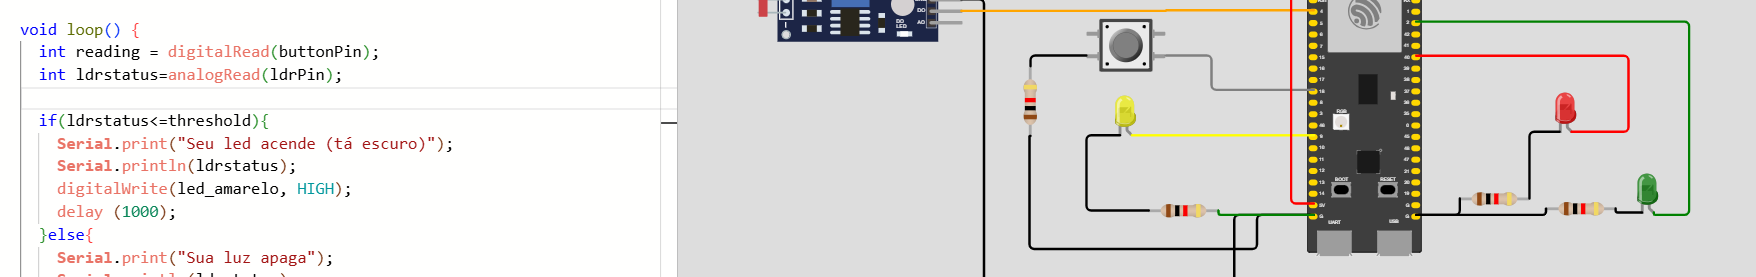 void loop() {
int reading = digitalRead(buttonPin);
int ldrstatus=analogRead(ldrPin);
if(ldrstatus<=threshold){
Serial.print("Seu led acende (tá escuro)");
Serial.println(ldrstatus);
digitalWrite(led_amarelo, HIGH);
delay (1000);
}else{
Serial.print("Sua luz apaga");
DO
DO
LED
AO
RGB
BOOT
RESET
UART
USB